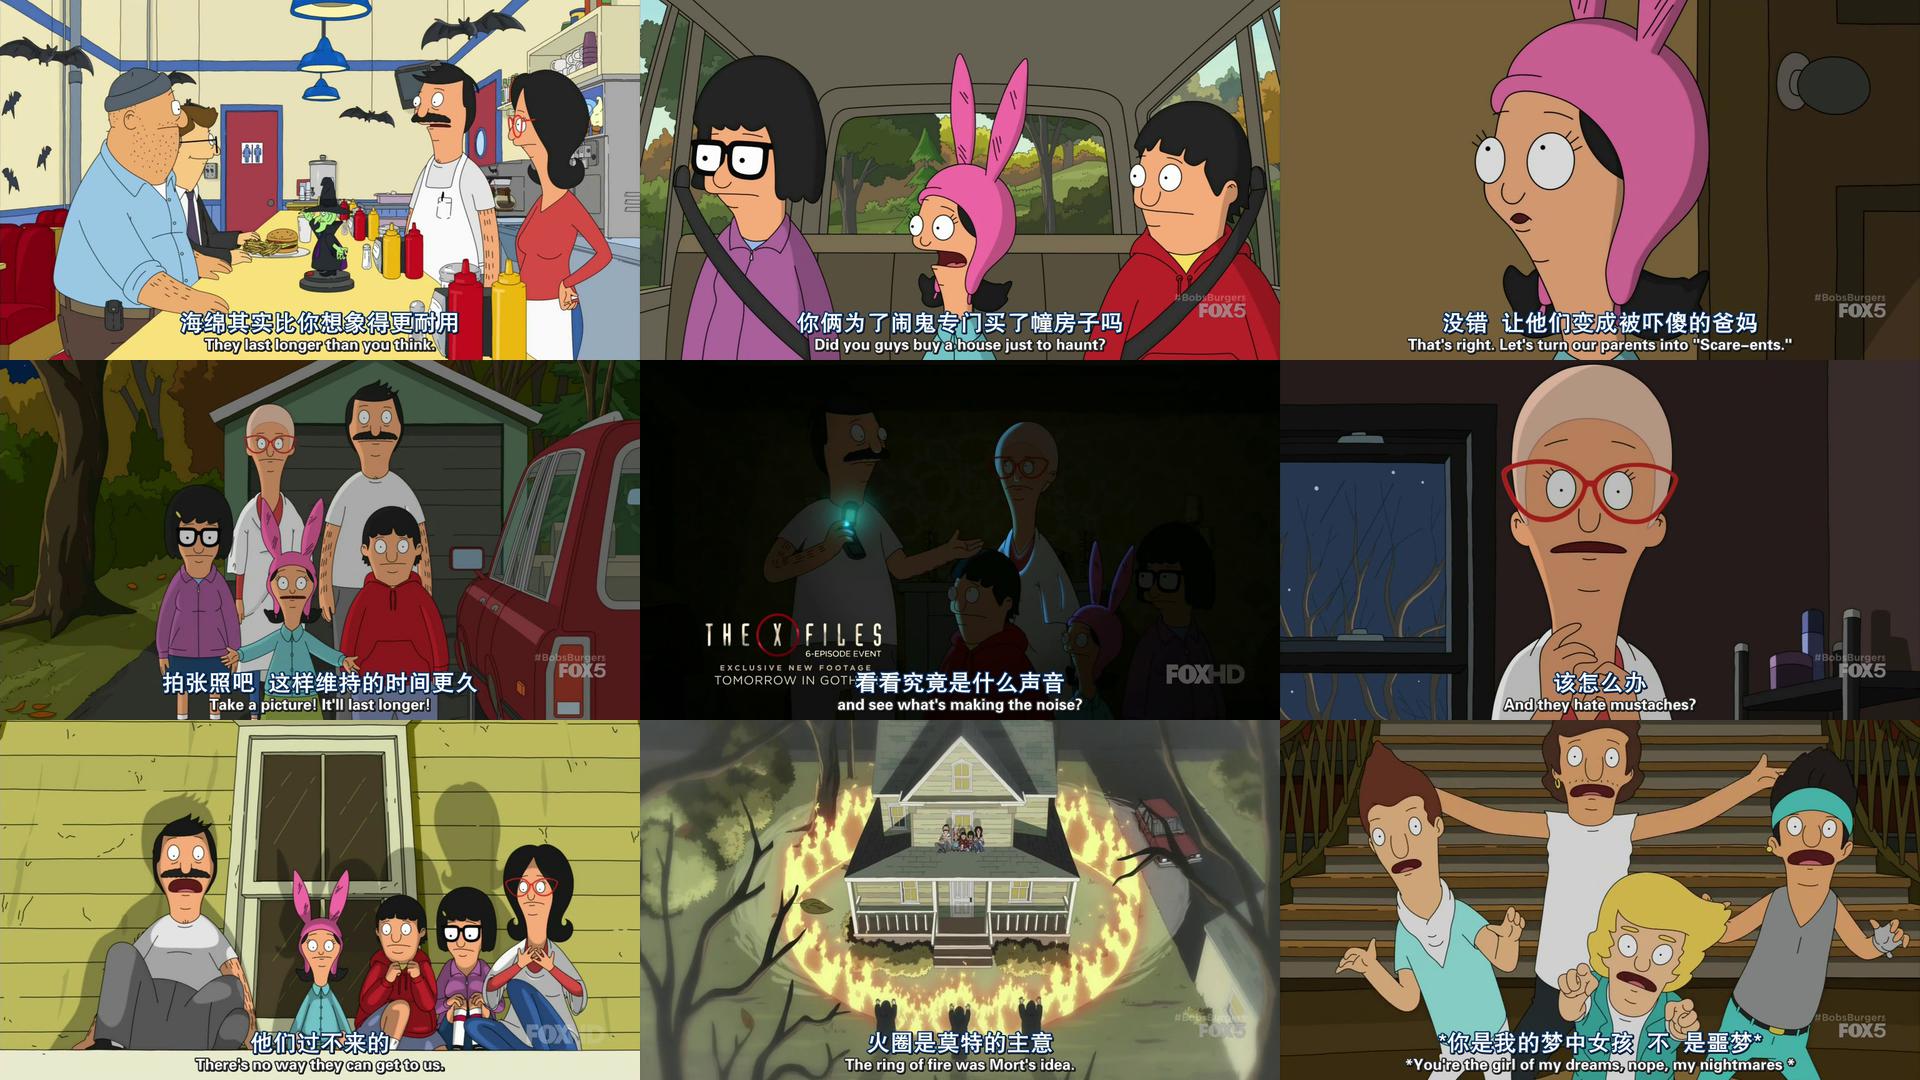 海绵其实比你想象得更耐用
They last longer than you think.
#BobsBurgers
FOX5
你俩为了闹鬼专门买了幢房子吗
Did you guys buy a house just to haunt?
#BobsBurgers
FOX5
没错 让他们变成被吓傻的爸妈
That's right. Let's turn our parents into "Scare-ents."
#BobsBurgers
FOX5
拍张照吧 这样维持的时间更久
Take a picture! It'll last longer!
THE X FILES
6-EPISODE EVENT
EXCLUSIVE NEW FOOTAGE
TOMORROW IN GOTH
FOXHD
看看究竟是什么声音
and see what's making the noise?
#BobsBurgers
FOX5
该怎么办
And they hate mustaches?
FOXHD
他们过不来的
There's no way they can get to us.
#BobsBurgers
FOX5
火圈是莫特的主意
The ring of fire was Mort's idea.
#BobsBurgers
FOX5
*你是我的梦中女孩 不 是噩梦*
*You're the girl of my dreams, nope, my nightmares *